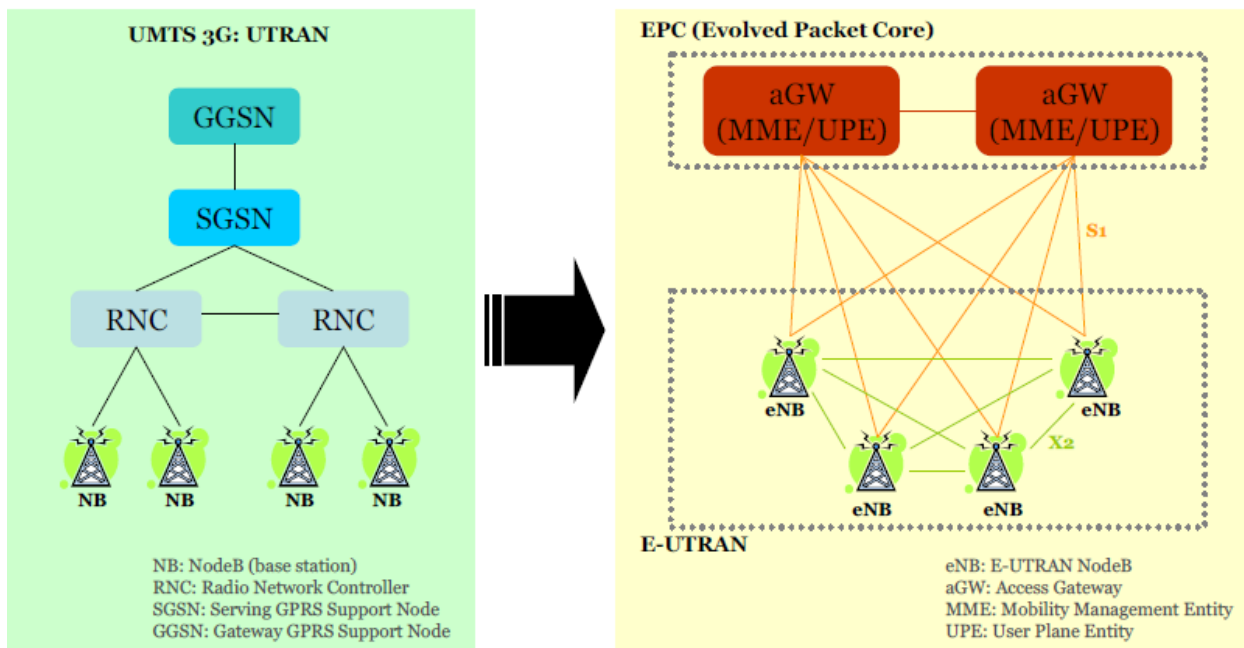 UMTS 3G: UTRAN
GGSN
SGSN
RNC
RNC
NB
NB
NB
NB
NB: NodeB (base station)
RNC: Radio Network Controller
SGSN: Serving GPRS Support Node
GGSN: Gateway GPRS Support Node
EPC (Evolved Packet Core)
aGW
(MME/UPE)
aGW
(MME/UPE)
S1
eNB
eNB
X2
eNB
eNB
E-UTRAN
eNB: E-UTRAN NodeB
aGW: Access Gateway
MME: Mobility Management Entity
UPE: User Plane Entity